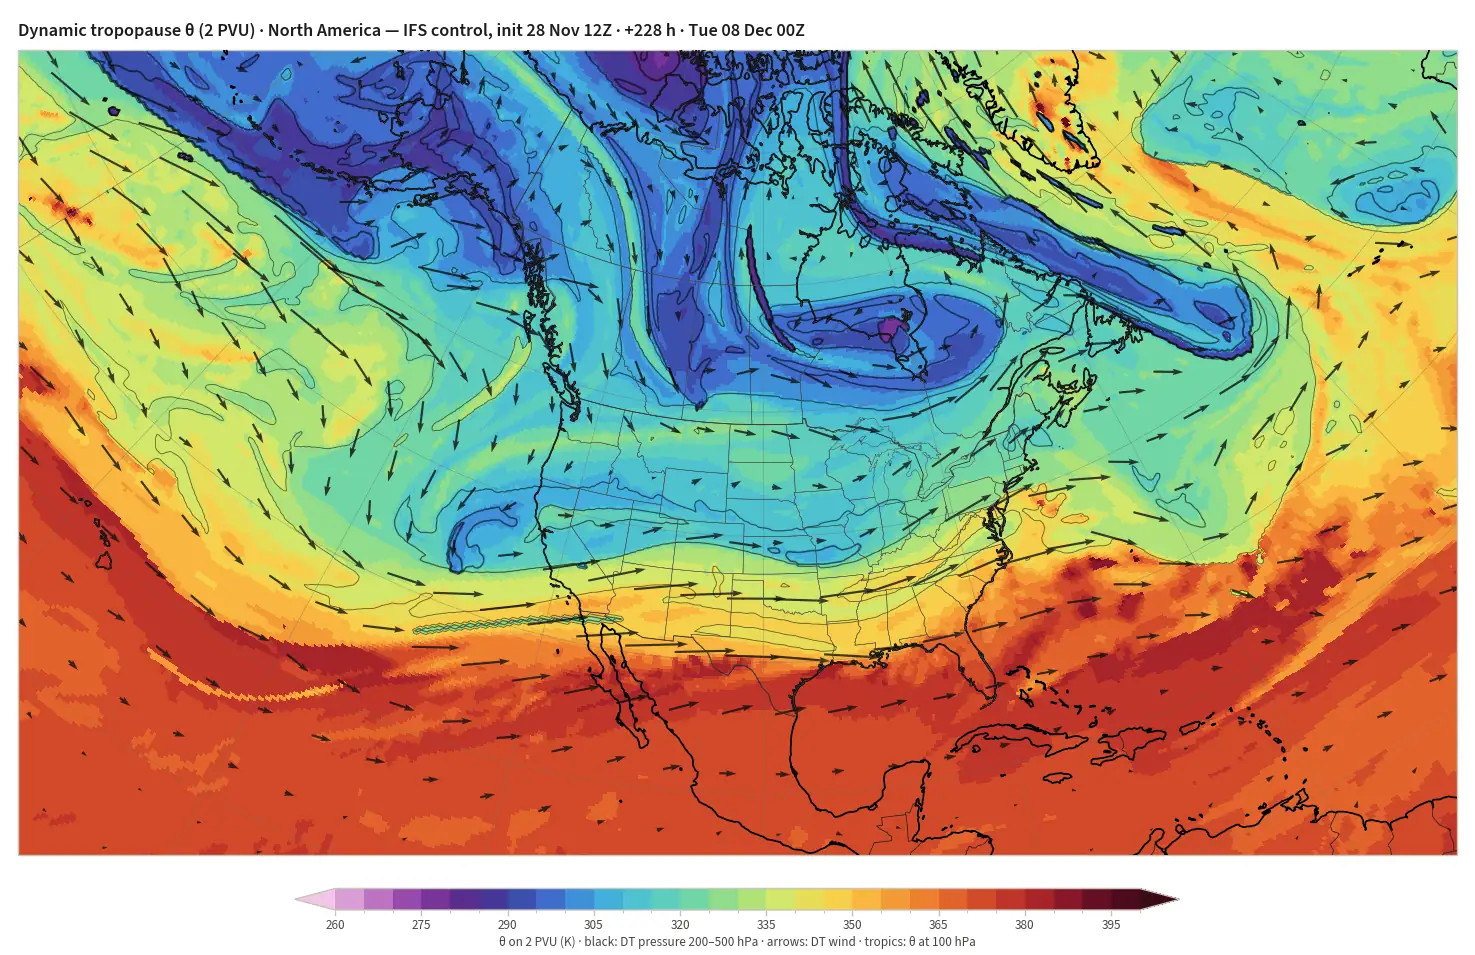 Dynamic tropopause θ (2 PVU) · North America — IFS control, init 28 Nov 12Z · +228 h · Tue 08 Dec 00Z
260 275 290 305 320 335 350 365 380 395
θ on 2 PVU (K) · black: DT pressure 200–500 hPa · arrows: DT wind · tropics: θ at 100 hPa